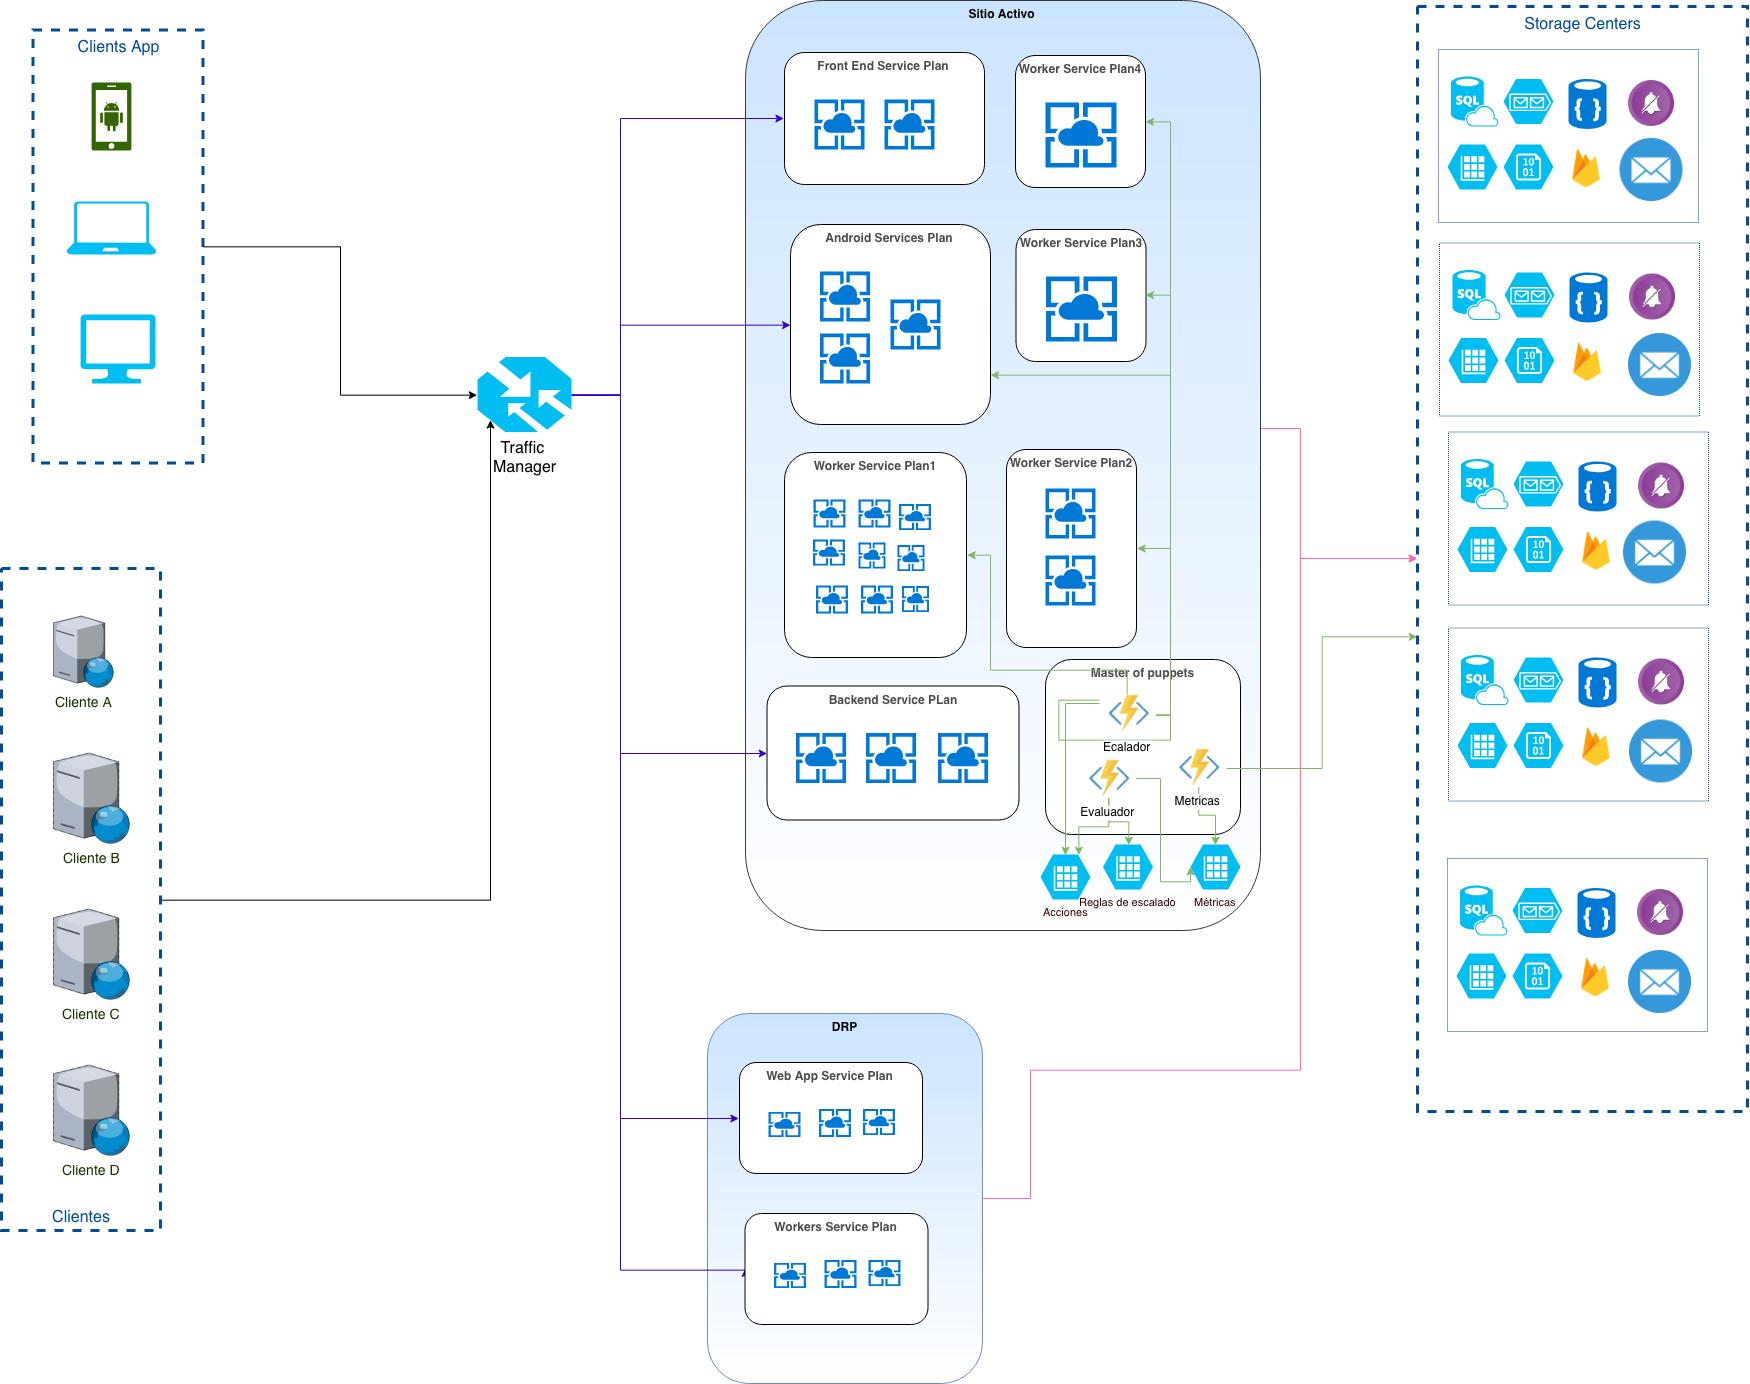 Clients App
Traffic
Manager
Cliente A
Cliente B
Cliente C
Cliente D
Clientes
Sitio Activo
Front End Service Plan
Worker Service Plan4
Android Services Plan
Worker Service Plan3
Worker Service Plan1
Worker Service Plan2
Backend Service PLan
Master of puppets
Ecalador
Evaluador
Metricas
Acciones
Reglas de escalado
Métricas
DRP
Web App Service Plan
Workers Service Plan
Storage Centers
SQL
{ }
10
01
SQL
{ }
10
01
SQL
{ }
10
01
SQL
{ }
10
01
SQL
{ }
10
01